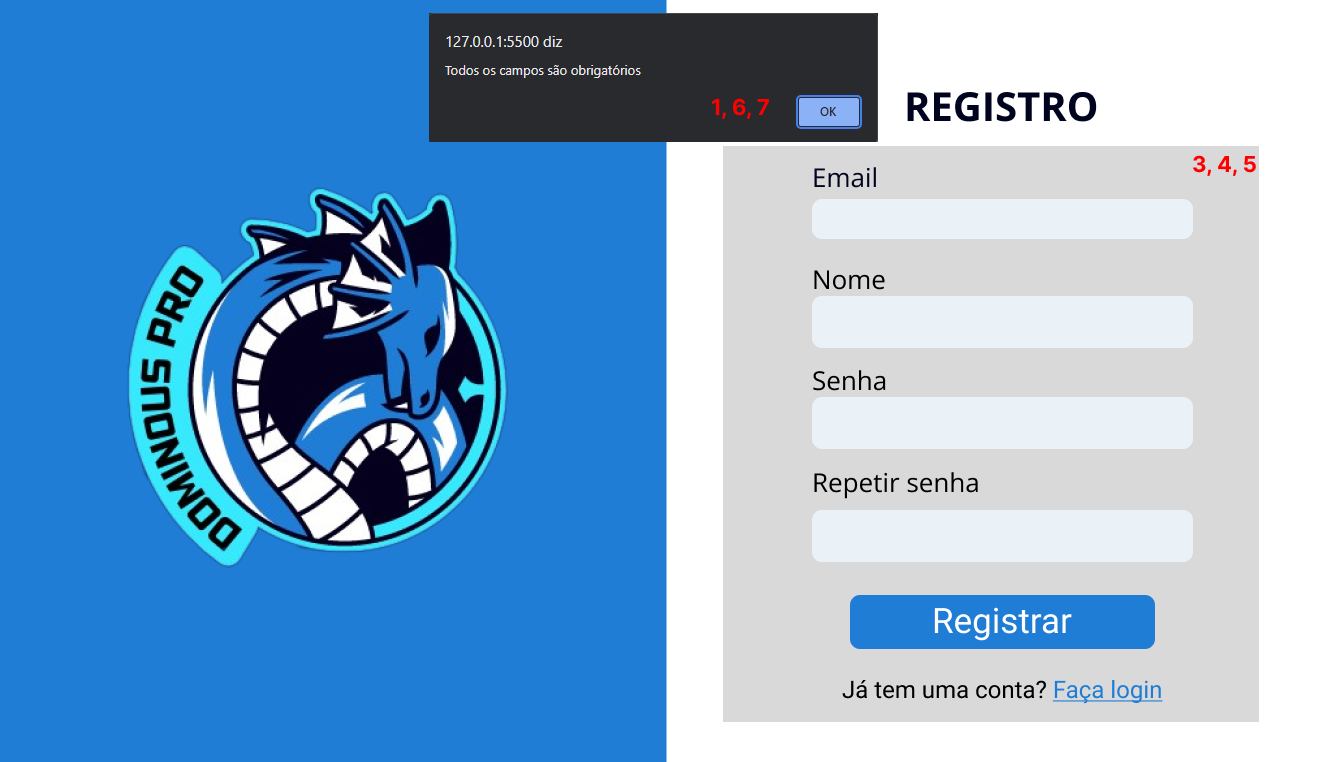 127.0.0.1:5500 diz
Todos os campos são obrigatórios
1, 6, 7
OK
REGISTRO
3, 4, 5
Email
Nome
Senha
Repetir senha
Registrar
Já tem uma conta? Faça login
DOMINOUS PRO